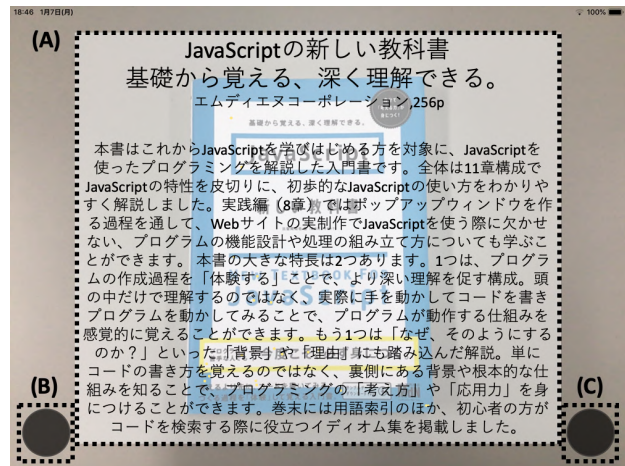 18:46 1月7日(月)
100%
(A)
JavaScriptの新しい教科書
基礎から覚える、深く理解できる。
エムディエヌコーポレーション,256p
基礎から覚える、深く理解できる。
本書はこれからJavaScriptを学びはじめる方を対象に、JavaScriptを
使ったプログラミングを解説した入門書です。全体は11章構成で
JavaScriptの特性を皮切りに、初歩的なJavaScriptの使い方をわかりや
すく解説しました。実践編（8章）ではポップアップウィンドウを作
る過程を通して、Webサイトの実制作でJavaScriptを使う際に欠かせ
ない、プログラムの機能設計や処理の組み立て方についても学ぶこ
とができます。 本書の大きな特長は2つあります。1つは、プログラ
ムの作成過程を「体験する」ことで、より深い理解を促す構成。頭
の中だけで理解するのではなく、実際に手を動かしてコードを書き
プログラムを動かしてみることで、プログラムが動作する仕組みを
感覚的に覚えることができます。もう1つは「なぜ、そのようにする
のか？」といった「背景」や「理由」にも踏み込んだ解説。単に
コードの書き方を覚えるのではなく、裏側にある背景や根本的な仕
組みを知ることで、プログラミングの「考え方」や「応用力」を身
につけることができます。巻末には用語索引のほか、初心者の方が
コードを検索する際に役立つイディオム集を掲載しました。
JavaScript
(B)
(C)